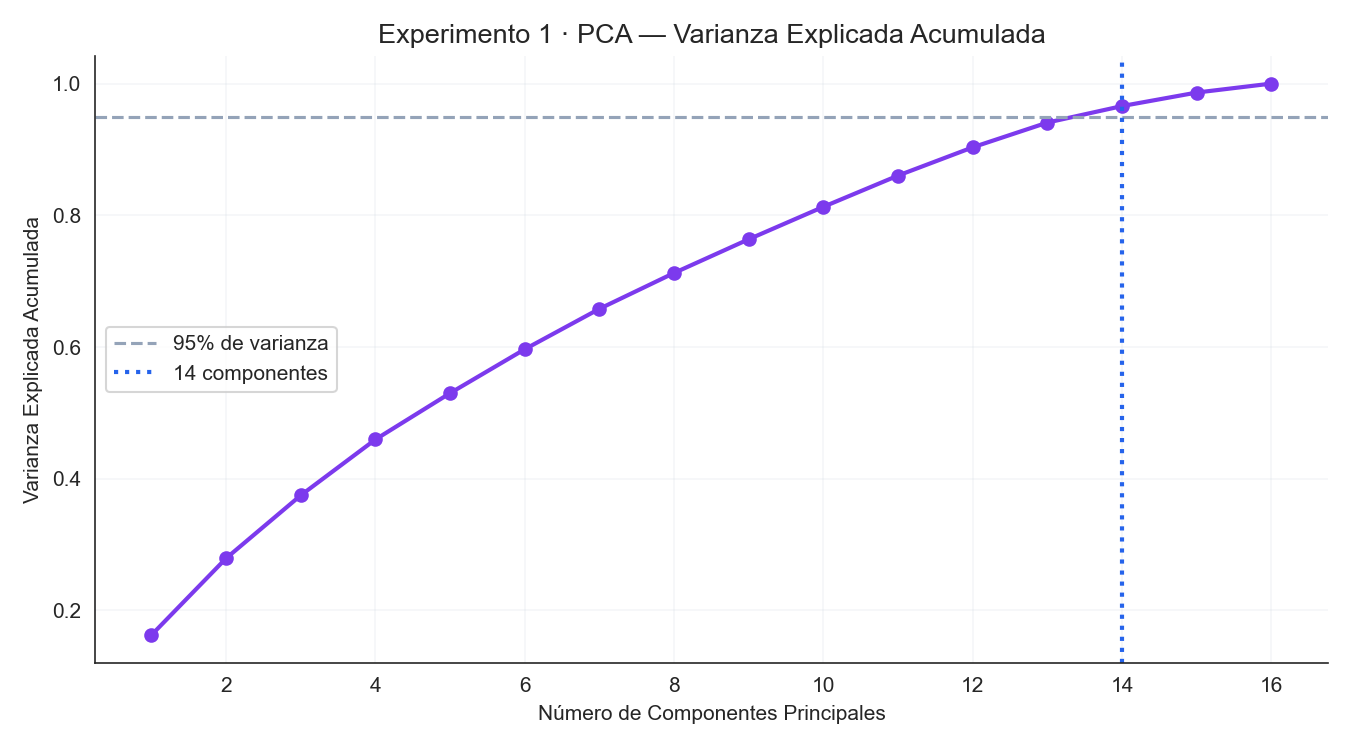 Experimento 1 · PCA — Varianza Explicada Acumulada
Varianza Explicada Acumulada
1.0
0.8
0.6
0.4
0.2
95% de varianza
14 componentes
2 4 6 8 10 12 14 16
Número de Componentes Principales